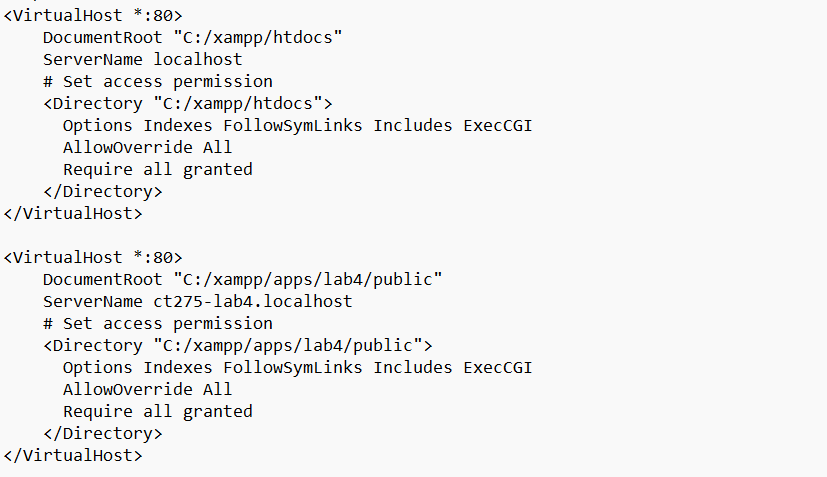 <VirtualHost *:80>
    DocumentRoot "C:/xampp/htdocs"
    ServerName localhost
    # Set access permission
    <Directory "C:/xampp/htdocs">
      Options Indexes FollowSymLinks Includes ExecCGI
      AllowOverride All
      Require all granted
    </Directory>
</VirtualHost>

<VirtualHost *:80>
    DocumentRoot "C:/xampp/apps/lab4/public"
    ServerName ct275-lab4.localhost
    # Set access permission
    <Directory "C:/xampp/apps/lab4/public">
      Options Indexes FollowSymLinks Includes ExecCGI
      AllowOverride All
      Require all granted
    </Directory>
</VirtualHost>